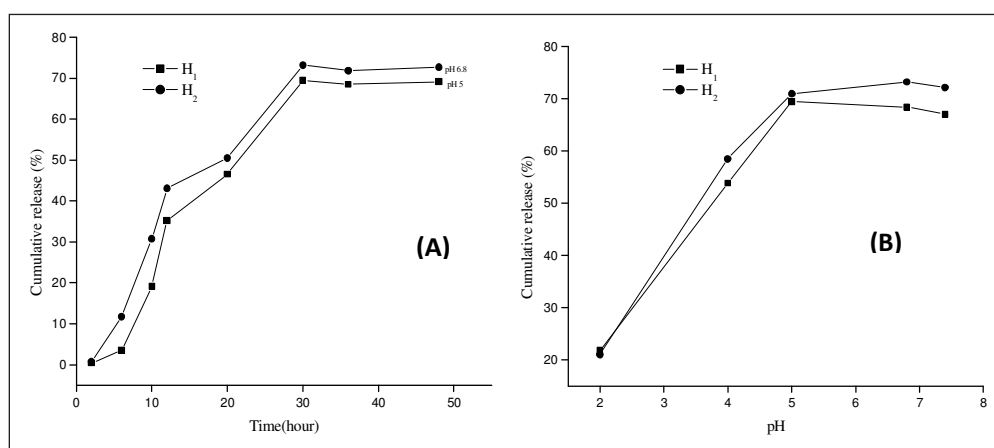 80
70
60
50
40
30
20
10
0
Cumulative release (%)
H1
H2
pH 6.8
pH 5
(A)
0 10 20 30 40 50
Time(hour)
80
70
60
50
40
30
20
Cumulative release (%)
H1
H2
(B)
2 3 4 5 6 7 8
pH